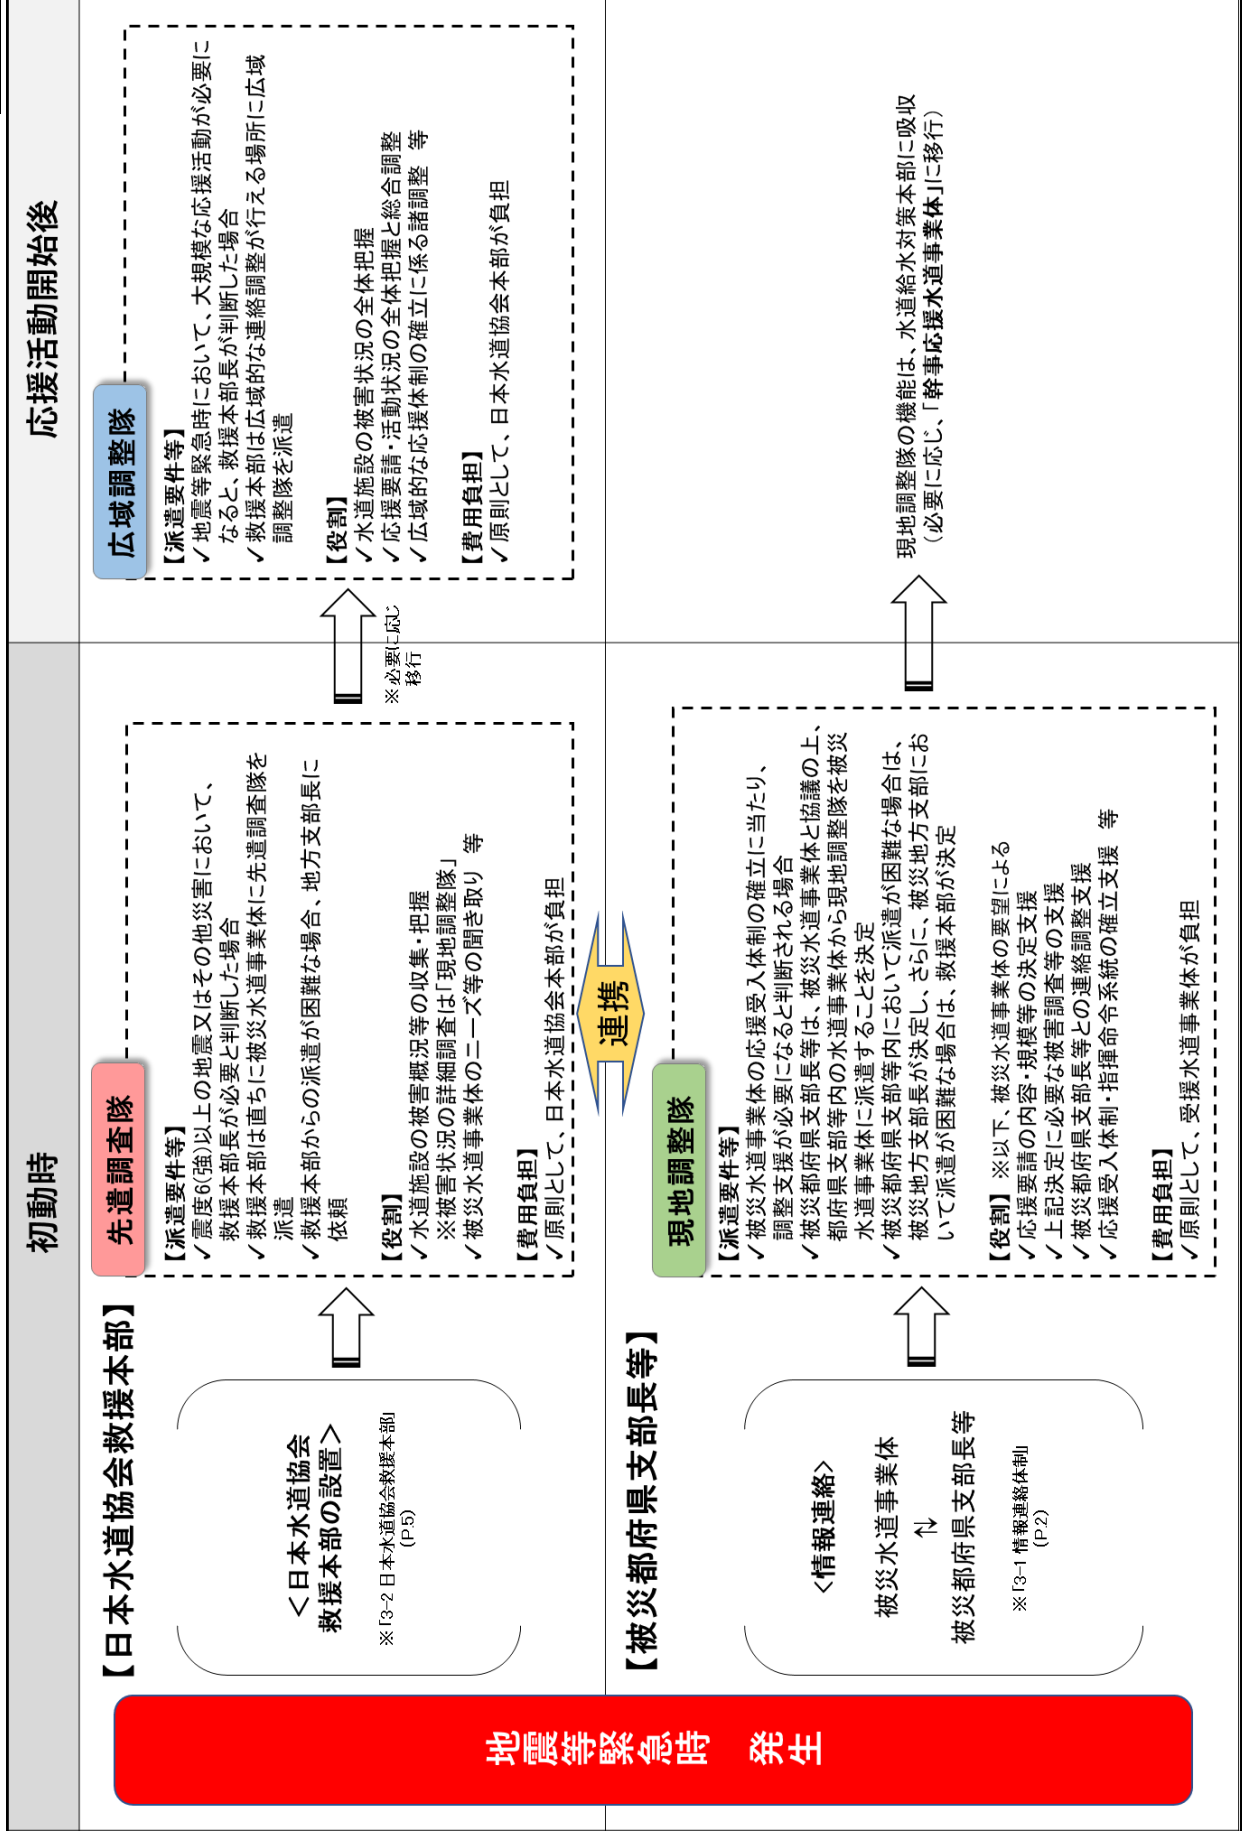 初動時
応援活動開始後
地震等緊急時　発生
【日本水道協会救援本部】
＜日本水道協会
救援本部の設置＞
※「3-2 日本水道協会救援本部」
(P.5)
先遣調査隊
【派遣要件等】
✓震度6(強)以上の地震又はその他災害において、
救援本部長が必要と判断した場合
✓救援本部は直ちに被災水道事業体に先遣調査隊を
派遣
✓救援本部からの派遣が困難な場合、地方支部長に
依頼
【役割】
✓水道施設の被害概況等の収集・把握
※被害状況の詳細調査は「現地調整隊」
✓被災水道事業体のニーズ等の聞き取り 等
【費用負担】
✓原則として、日本水道協会本部が負担
※必要に応じ
移行
広域調整隊
【派遣要件等】
✓地震等緊急時において、大規模な応援活動が必要に
なると、救援本部長が判断した場合
✓救援本部は広域的な連絡調整が行える場所に広域
調整隊を派遣
【役割】
✓水道施設の被害状況の全体把握
✓応援要請・活動状況の全体把握と総合調整
✓広域的な応援体制の確立に係る諸調整 等
【費用負担】
✓原則として、日本水道協会本部が負担
連携
【被災都府県支部長等】
＜情報連絡＞
被災水道事業体
⇅
被災都府県支部長等
※「3-1 情報連絡体制」
(P.2)
現地調整隊
【派遣要件等】
✓被災水道事業体の応援受入体制の確立に当たり、
調整支援が必要になると判断される場合
✓被災都府県支部長等は、被災水道事業体と協議の上、
都府県支部等内の水道事業体から現地調整隊を被災
水道事業体に派遣することを決定
✓被災都府県支部等内において派遣が困難な場合は、
被災地方支部長が決定し、さらに、被災地方支部にお
いて派遣が困難な場合は、救援本部が決定
【役割】 ※以下、被災水道事業体の要望による
✓応援要請の内容・規模等の決定支援
✓上記決定に必要な被害調査等の支援
✓被災都府県支部長等との連絡調整支援
✓応援受入体制・指揮命令系統の確立支援 等
【費用負担】
✓原則として、受援水道事業体が負担
現地調整隊の機能は、水道給水対策本部に吸収
（必要に応じ、「幹事応援水道事業体」に移行）